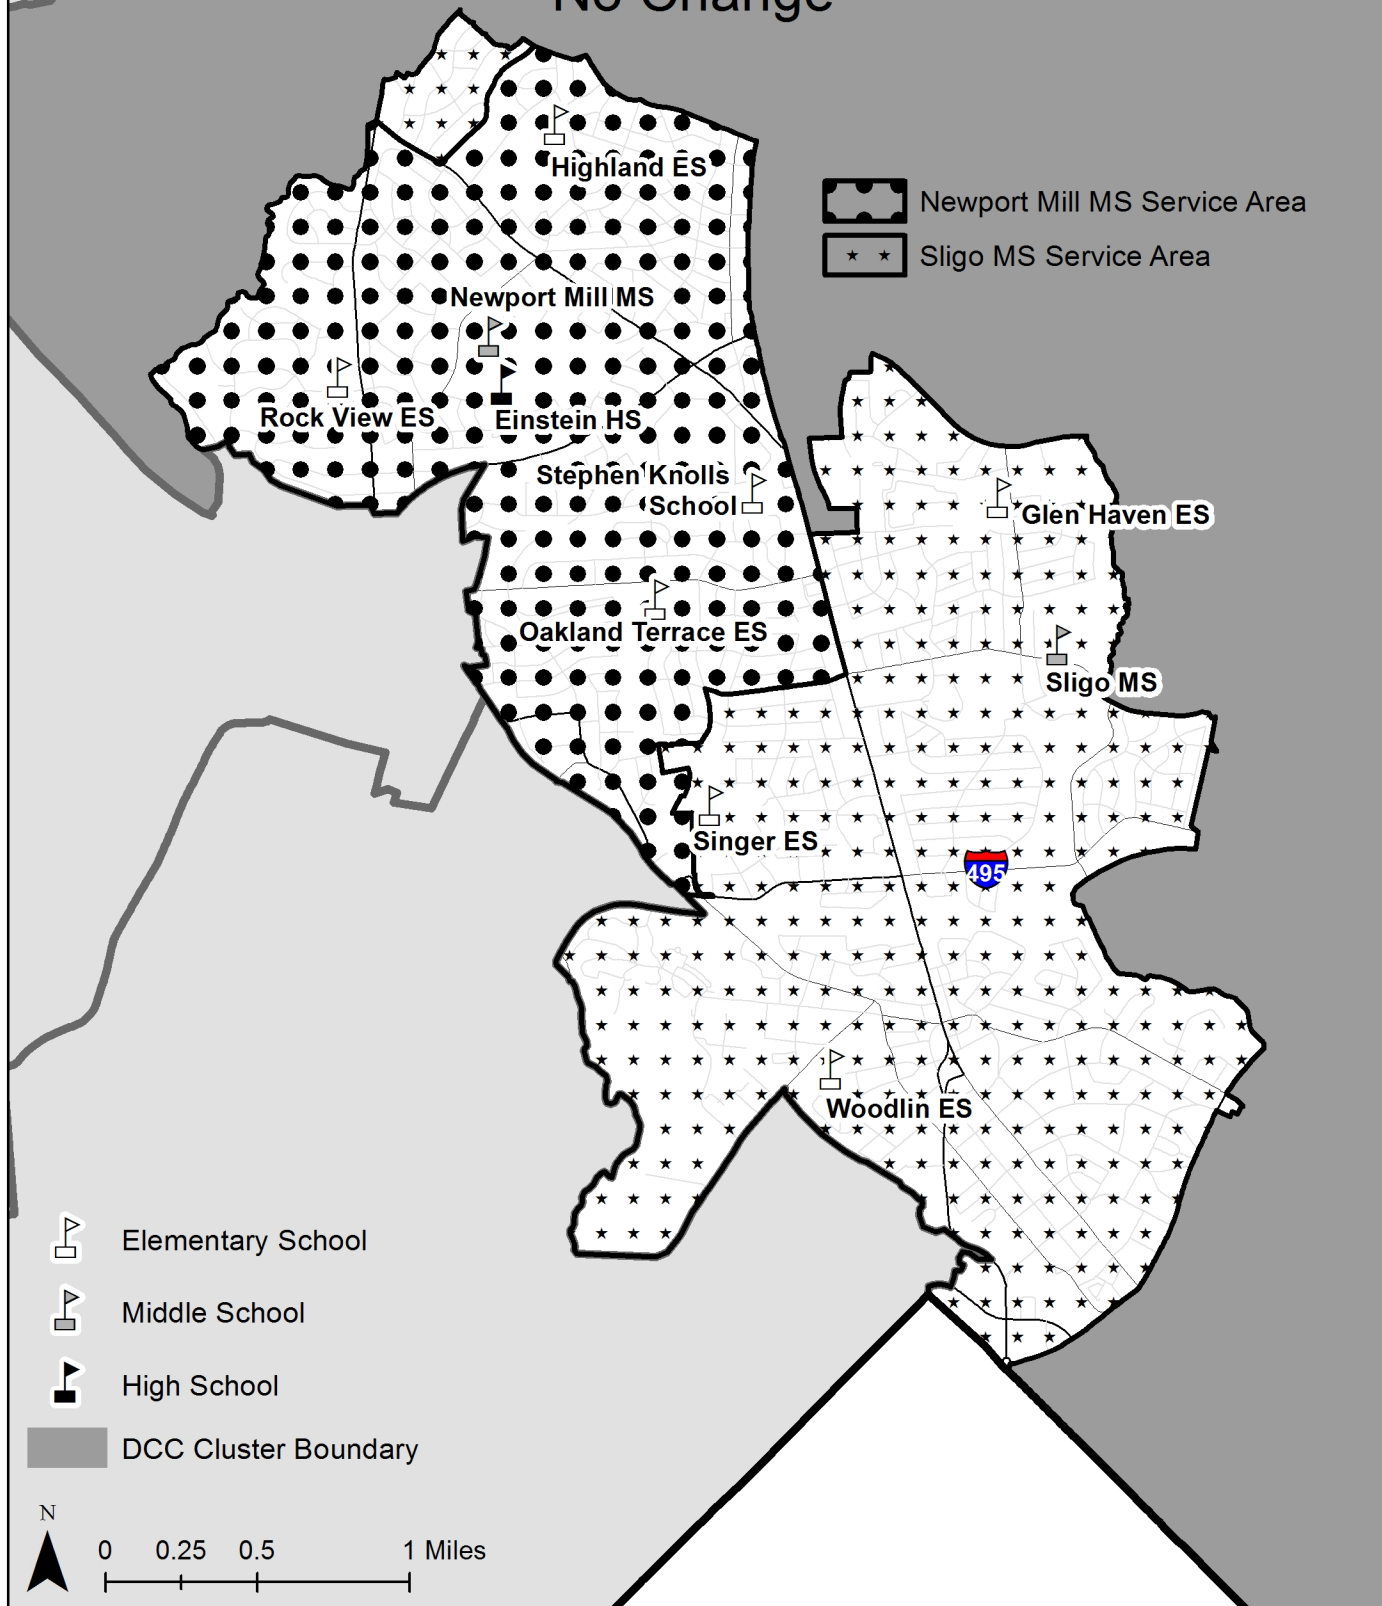 No Change
Highland ES
Newport Mill MS Service Area
Sligo MS Service Area
Newport Mill MS
Rock View ES
Einstein HS
Stephen Knolls
School
Glen Haven ES
Oakland Terrace ES
Sligo MS
Singer ES
495
Woodlin ES
Elementary School
Middle School
High School
DCC Cluster Boundary
N
0 0.25 0.5 1 Miles